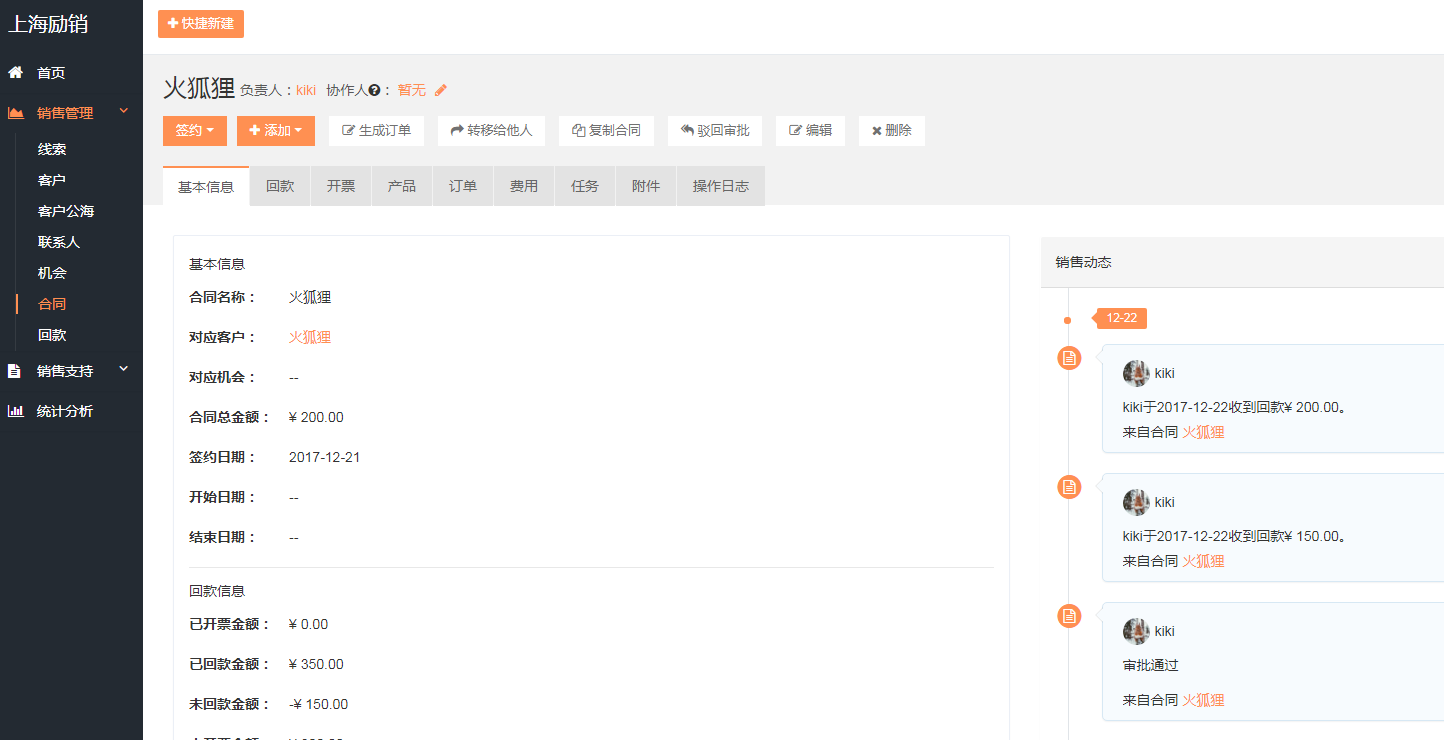 上海励销
快捷新建
首页
销售管理
线索
客户
客户公海
联系人
机会
合同
回款
销售支持
统计分析
火狐狸 负责人：kiki 协作人 ： 暂无
签约 添加 生成订单 转移给他人 复制合同 驳回审批 编辑 删除
基本信息 回款 开票 产品 订单 费用 任务 附件 操作日志
基本信息
合同名称： 火狐狸
对应客户： 火狐狸
对应机会： --
合同总金额： ¥ 200.00
签约日期： 2017-12-21
开始日期： --
结束日期： --
回款信息
已开票金额： ¥ 0.00
已回款金额： ¥ 350.00
未回款金额： -¥ 150.00
销售动态
12-22
kiki
kiki于2017-12-22收到回款¥ 200.00。
来自合同 火狐狸
kiki
kiki于2017-12-22收到回款¥ 150.00。
来自合同 火狐狸
kiki
审批通过
来自合同 火狐狸